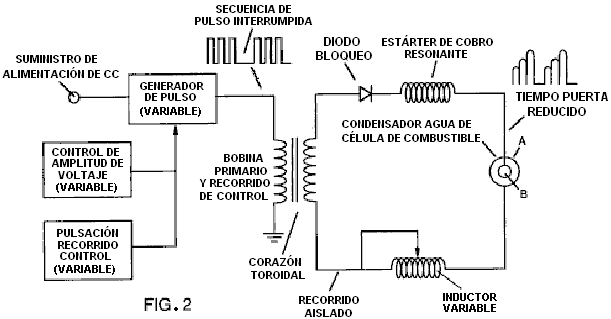 SECUENCIA DE
PULSO INTERRUMPIDA
SUMINISTRO DE
ALIMENTACIÓN DE CC
GENERADOR
DE PULSO
(VARIABLE)
CONTROL DE
AMPLITUD DE
VOLTAJE
(VARIABLE)
PULSACIÓN
RECORRIDO
CONTROL
(VARIABLE)
BOBINA
PRIMARIO
Y RECORRIDO
DE CONTROL
CORAZÓN
TOROIDAL
DIODO
BLOQUEO
ESTÁRTER DE COBRO
RESONANTE
TIEMPO PUERTA
REDUCIDO
CONDENSADOR AGUA DE
CÉLULA DE COMBUSTIBLE
A
B
RECORRIDO
AISLADO
INDUCTOR
VARIABLE
FIG. 2